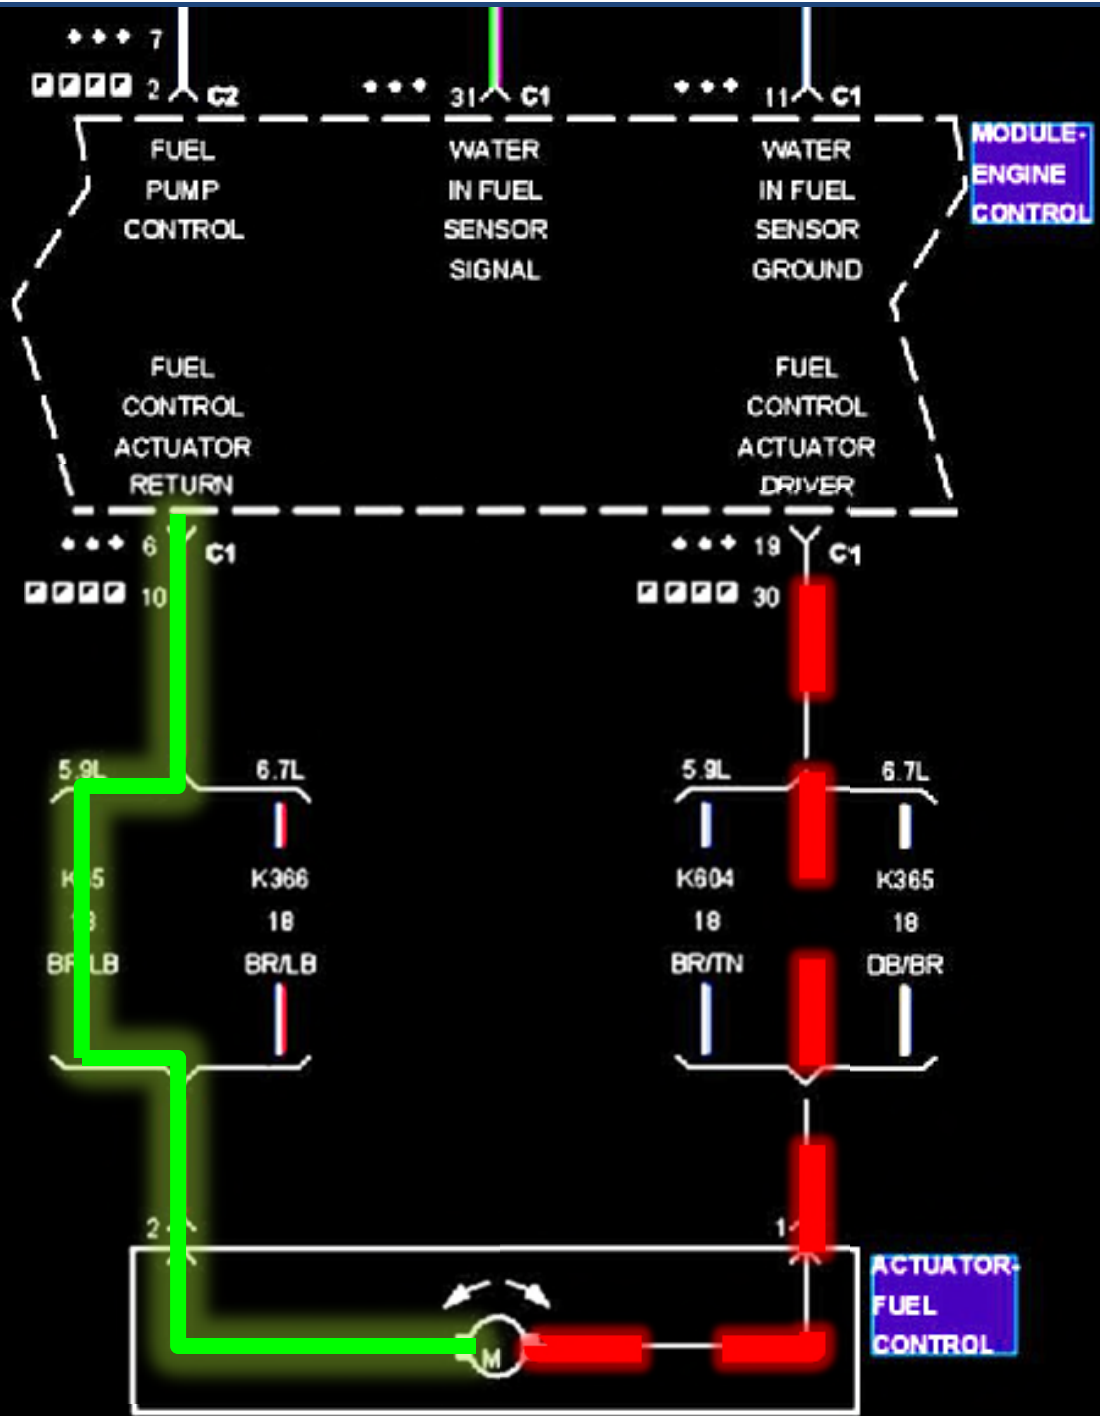 7
2 C2
31 C1
11 C1
MODULE-
ENGINE
CONTROL
FUEL
PUMP
CONTROL
WATER
IN FUEL
SENSOR
SIGNAL
WATER
IN FUEL
SENSOR
GROUND
FUEL
CONTROL
ACTUATOR
RETURN
FUEL
CONTROL
ACTUATOR
DRIVER
6 C1
10
19 C1
30
5.9L
6.7L
K366
18
BR/LB
BR/LB
5.9L
6.7L
K604
18
BR/TN
K365
18
DB/BR
2
1
M
ACTUATOR-
FUEL
CONTROL